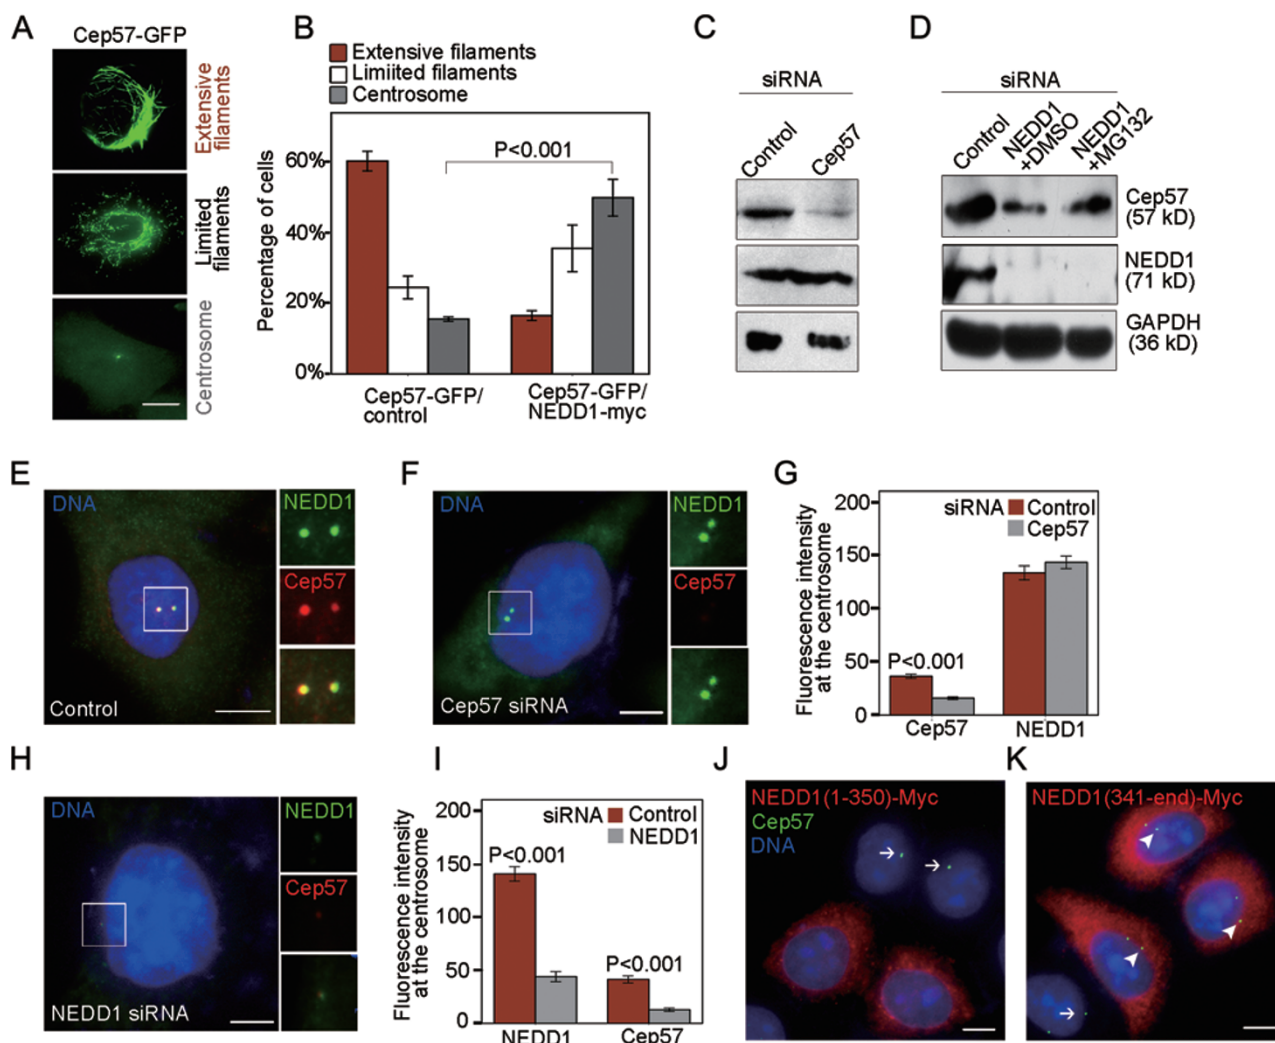 A
Cep57-GFP
Extensive
filaments
Limited
filaments
Centrosome
B
Extensive filaments
Limiited filaments
Centrosome
Percentage of cells
60%
40%
20%
0%
P<0.001
Cep57-GFP/
control
Cep57-GFP/
NEDD1-myc
C
siRNA
Control
Cep57
D
siRNA
Control
NEDD1
+DMSO
NEDD1
+MG132
Cep57
(57 kD)
NEDD1
(71 kD)
GAPDH
(36 kD)
E
DNA
Control
NEDD1
Cep57
F
DNA
Cep57 siRNA
NEDD1
Cep57
G
Fluorescence intensity
at the centrosome
200
150
100
50
0
siRNA Control
Cep57
P<0.001
Cep57
NEDD1
H
DNA
NEDD1 siRNA
NEDD1
Cep57
I
Fluorescence intensity
at the centrosome
200
150
100
50
0
siRNA Control
NEDD1
P<0.001
P<0.001
NEDD1
Cep57
J
NEDD1(1-350)-Myc
Cep57
DNA
K
NEDD1(341-end)-Myc